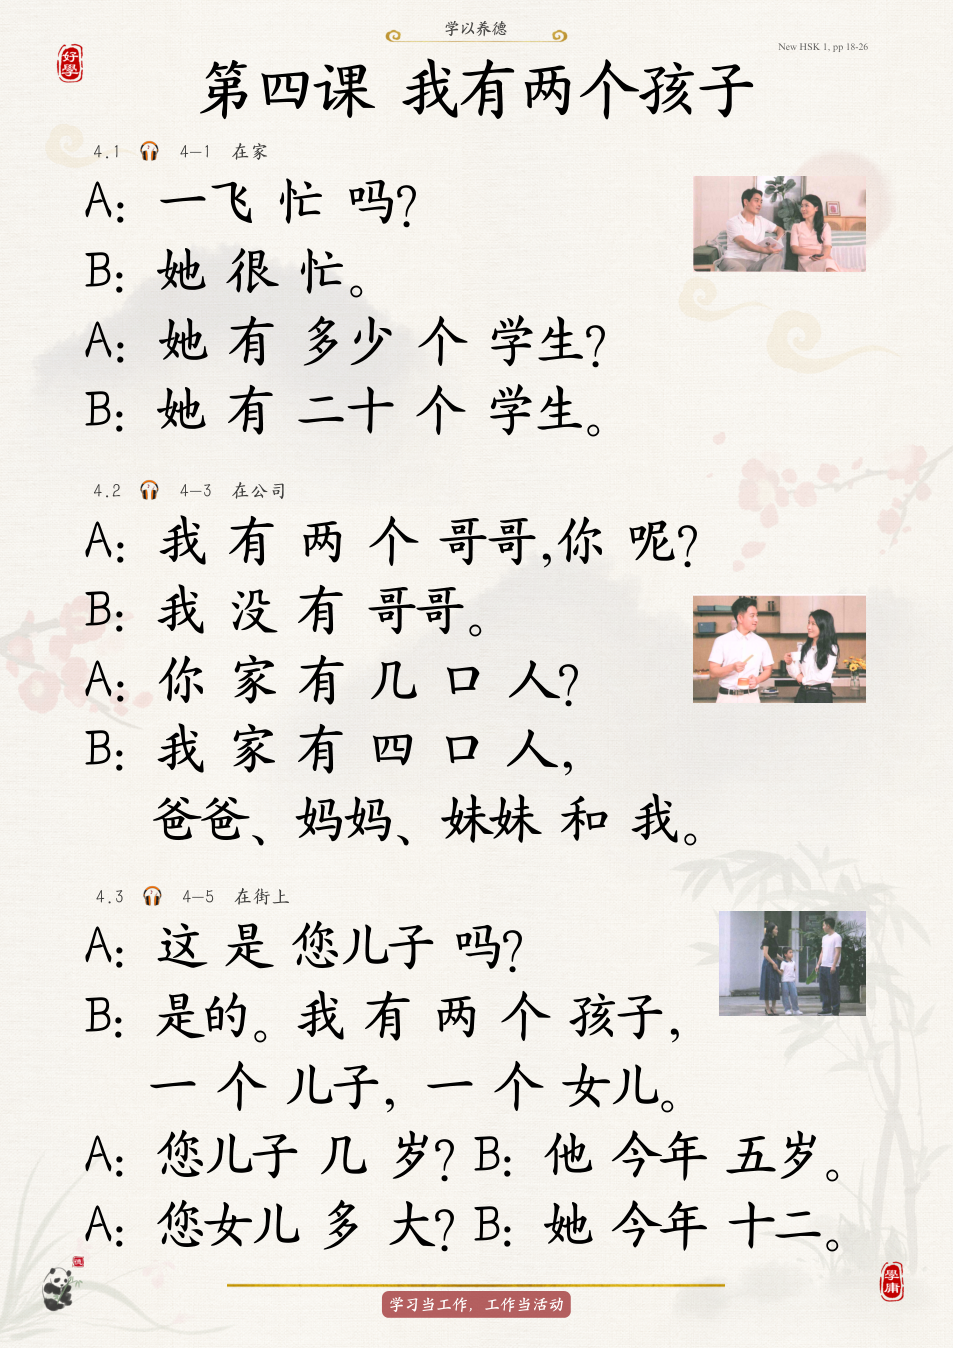 学以养德
New HSK 1, pp 18-26
好學
第四课 我有两个孩子
4.1 4-1 在家
A: 一飞 忙 吗?
B: 她 很 忙。
A: 她 有 多少 个 学生?
B: 她 有 二十 个 学生。
4.2 4-3 在公司
A: 我 有 两 个 哥哥,你 呢?
B: 我 没 有 哥哥。
A: 你 家 有 几 口 人?
B: 我 家 有 四 口 人,
爸爸、妈妈、妹妹 和 我。
4.3 4-5 在街上
A: 这 是 您儿子 吗?
B: 是的。我 有 两 个 孩子,
一 个 儿子, 一 个 女儿。
A: 您儿子 几 岁? B: 他 今年 五岁。
A: 您女儿 多 大? B: 她 今年 十二。
學庸
学习当工作, 工作当活动